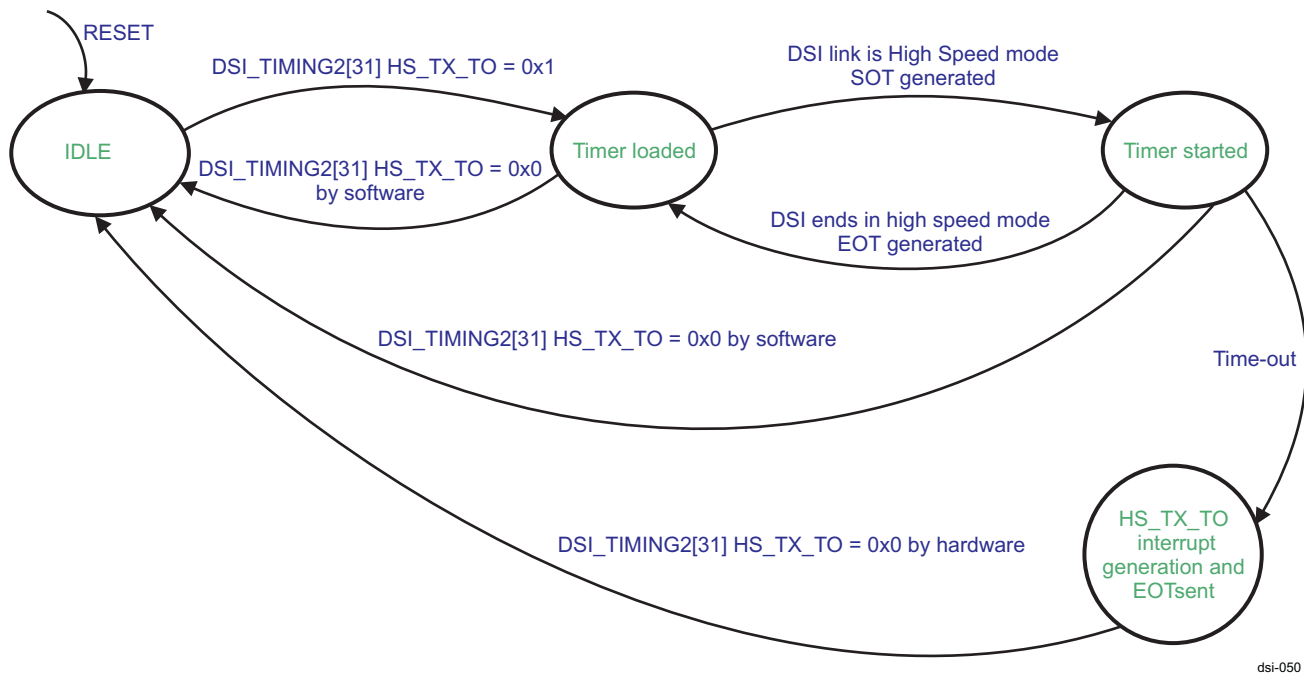 RESET
DSI_TIMING2[31] HS_TX_TO = 0x1
DSI link is High Speed mode
SOT generated
IDLE
Timer loaded
Timer started
DSI_TIMING2[31] HS_TX_TO = 0x0
by software
DSI ends in high speed mode
EOT generated
DSI_TIMING2[31] HS_TX_TO = 0x0 by software
Time-out
HS_TX_TO
interrupt
generation and
EOTsent
DSI_TIMING2[31] HS_TX_TO = 0x0 by hardware
dsi-050